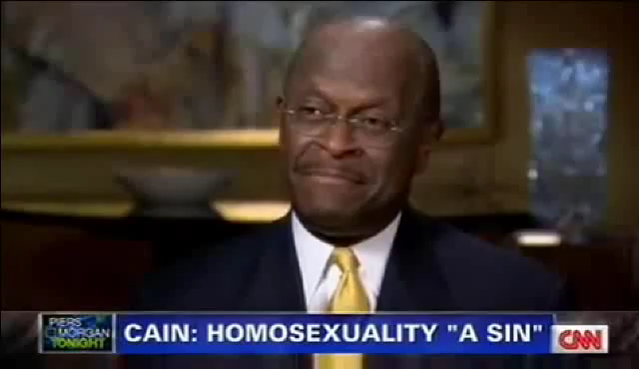 PIERS
MORGAN
TONIGHT
CAIN: HOMOSEXUALITY "A SIN"
CNN